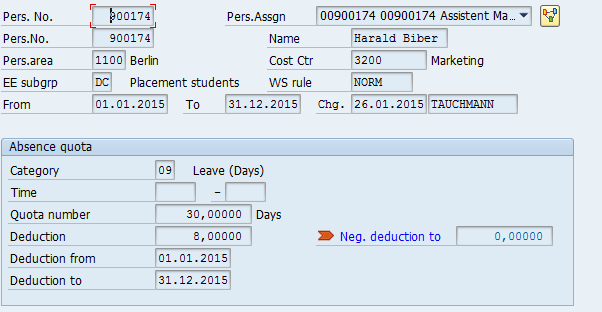 Pers. No. 900174 Pers.Assgn 00900174 00900174 Assistent Ma...
Pers.No. 900174 Name Harald Biber
Pers.area 1100 Berlin Cost Ctr 3200 Marketing
EE subgrp DC Placement students WS rule NORM
From 01.01.2015 To 31.12.2015 Chg. 26.01.2015 TAUCHMANN
Absence quota
Category 09 Leave (Days)
Time -
Quota number 30,00000 Days
Deduction 8,00000 Neg. deduction to 0,00000
Deduction from 01.01.2015
Deduction to 31.12.2015